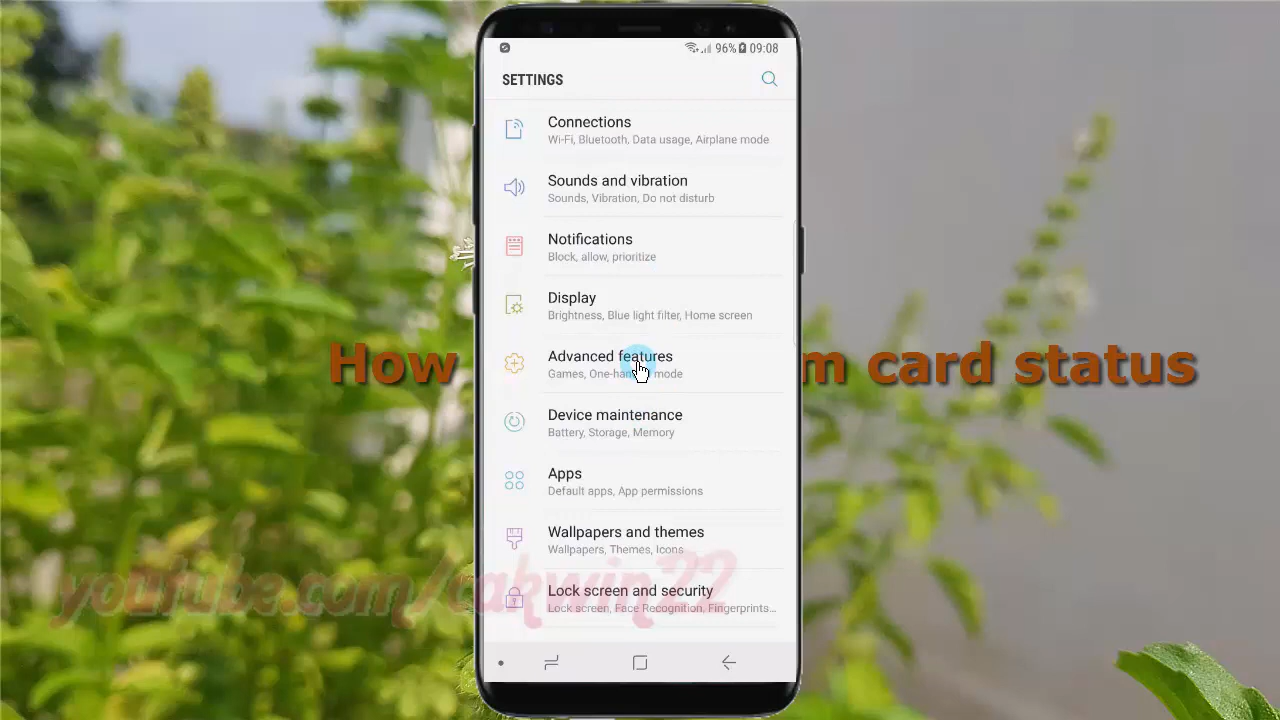 96% 09:08
SETTINGS
Connections
Wi-Fi, Bluetooth, Data usage, Airplane mode
Sounds and vibration
Sounds, Vibration, Do not disturb
Notifications
Block, allow, prioritize
Display
Brightness, Blue light filter, Home screen
Advanced features
Games, One-handed mode
How m card status
Device maintenance
Battery, Storage, Memory
Apps
Default apps, App permissions
Wallpapers and themes
Wallpapers, Themes, Icons
youtube.com/cakwin22
Lock screen and security
Lock screen, Face Recognition, Fingerprints...